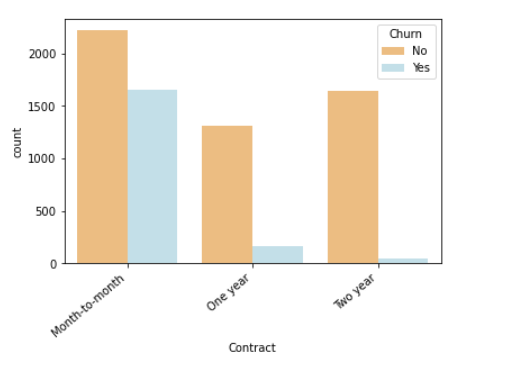 Churn
No
Yes
2000
1500
1000
500
0
count
Month-to-month
One year
Two year
Contract